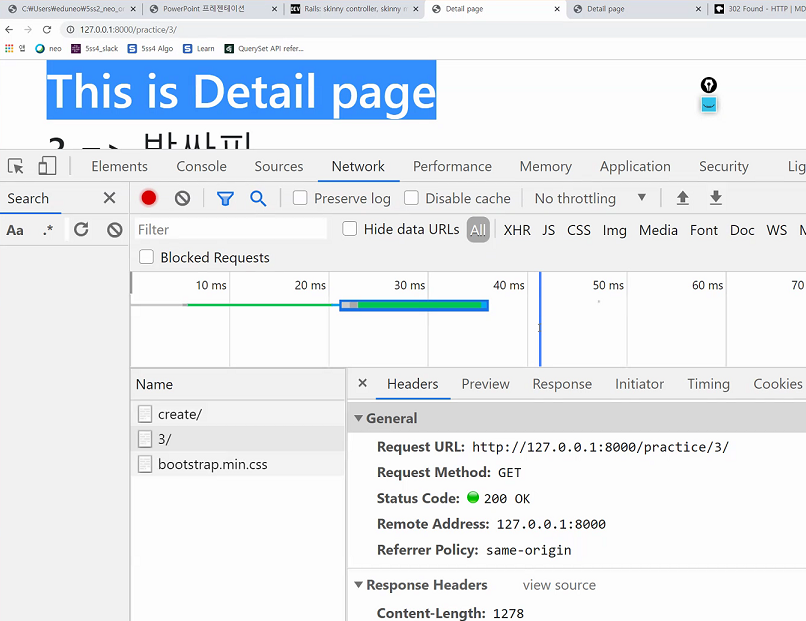 C:₩Users₩eduneo₩5ss2_neo_or
PowerPoint 프레젠테이션
DEV
Rails: skinny controller, skinny m
Detail page
Detail page
302 Found - HTTP | MD
127.0.0.1:8000/practice/3/
앱
neo
5ss4_slack
S
5ss4 Algo
S
Learn
QuerySet API refer...
This is Detail page
Elements
Console
Sources
Network
Performance
Memory
Application
Security
Lig
Search
Preserve log
Disable cache
No throttling
Aa
.*
Filter
Hide data URLs
All
XHR
JS
CSS
Img
Media
Font
Doc
WS
M
Blocked Requests
10 ms
20 ms
30 ms
40 ms
50 ms
60 ms
70
Name
Headers
Preview
Response
Initiator
Timing
Cookies
create/
3/
bootstrap.min.css
General
Request URL: http://127.0.0.1:8000/practice/3/
Request Method: GET
Status Code: 200 OK
Remote Address: 127.0.0.1:8000
Referrer Policy: same-origin
Response Headers
view source
Content-Length: 1278